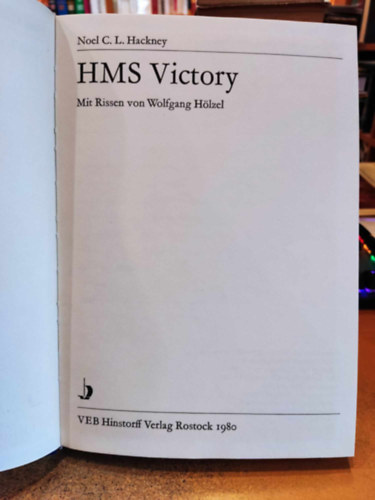 Noel C. L. Hackney
HMS Victory
Mit Rissen von Wolfgang Hölzel
VEB Hinstorff Verlag Rostock 1980